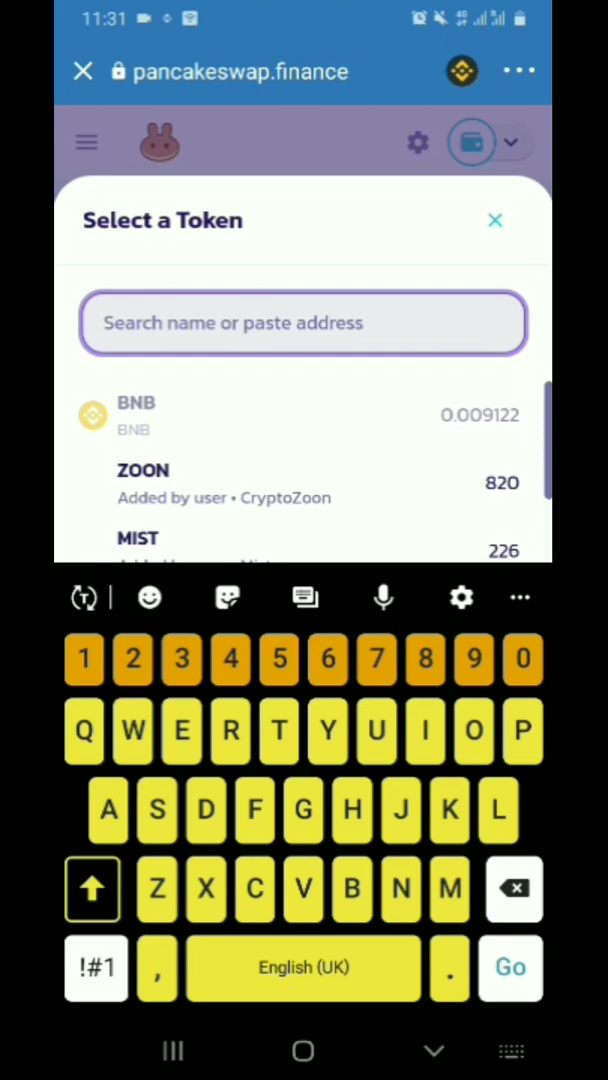 11:31
pancakeswap.finance
Select a Token
Search name or paste address
BNB
0.009122
BNB
ZOON
820
Added by user • CryptoZoon
MIST
226
1 2 3 4 5 6 7 8 9 0
Q W E R T Y U I O P
A S D F G H J K L
Z X C V B N M
!#1 , English (UK) . Go